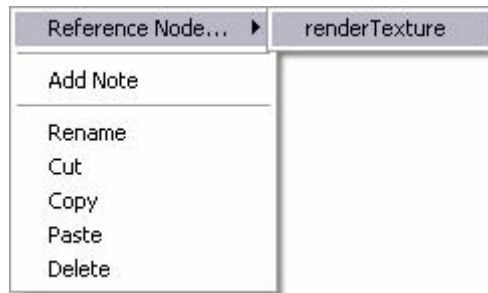 Reference Node... renderTexture
Add Note
Rename
Cut
Copy
Paste
Delete